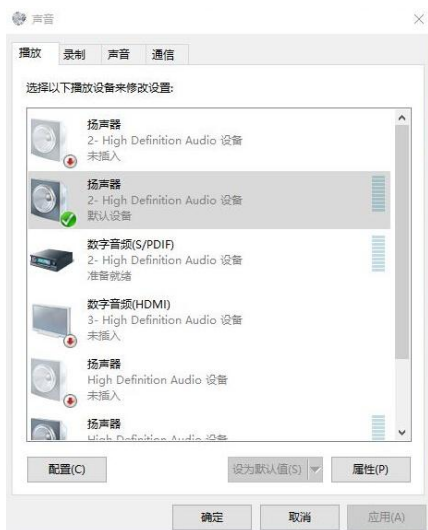 声音
播放 录制 声音 通信
选择以下播放设备来修改设置:
扬声器
2- High Definition Audio 设备
未插入
扬声器
2- High Definition Audio 设备
默认设备
数字音频(S/PDIF)
2- High Definition Audio 设备
准备就绪
数字音频(HDMI)
3- High Definition Audio 设备
未插入
扬声器
High Definition Audio 设备
未插入
扬声器
High Definition Audio 设备
配置(C) 设为默认值(S) 属性(P)
确定 取消 应用(A)